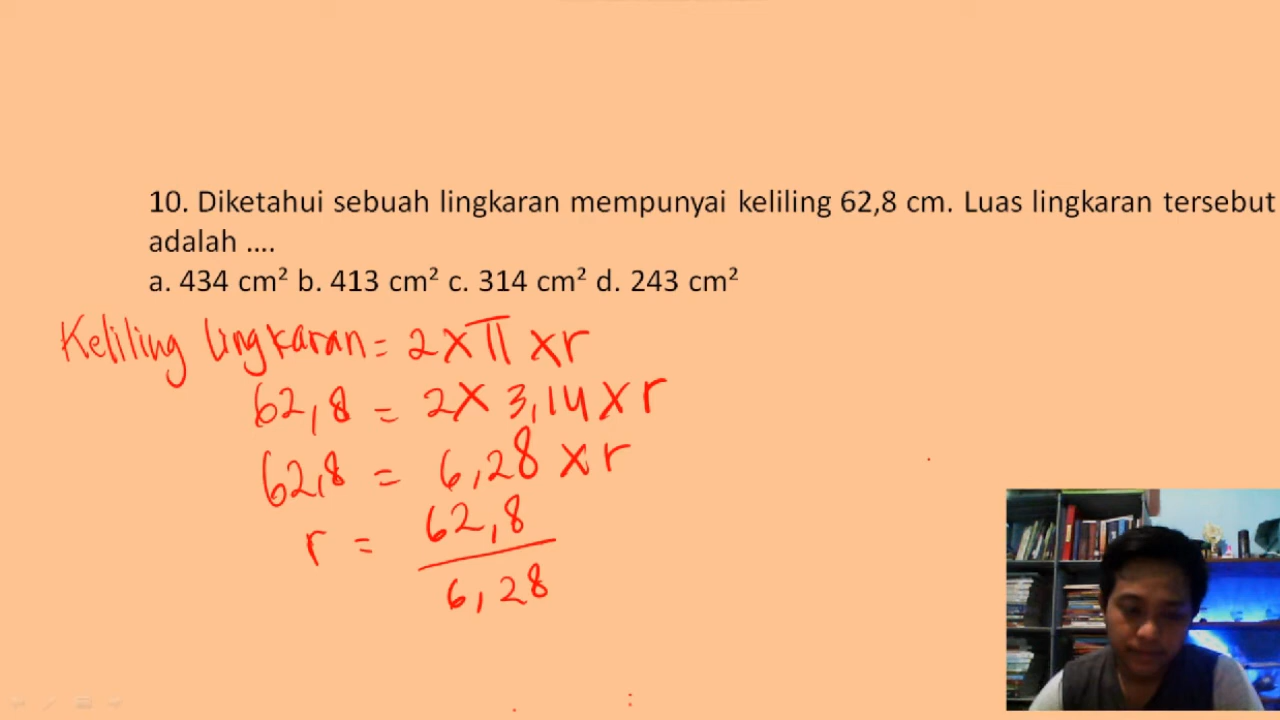 10. Diketahui sebuah lingkaran mempunyai keliling 62,8 cm. Luas lingkaran tersebut
adalah ....
a. 434 cm² b. 413 cm² c. 314 cm² d. 243 cm²
Keliling lingkaran = 2 x π x r
62,8 = 2 x 3,14 x r
62,8 = 6,28 x r
r = 62,8
6,28